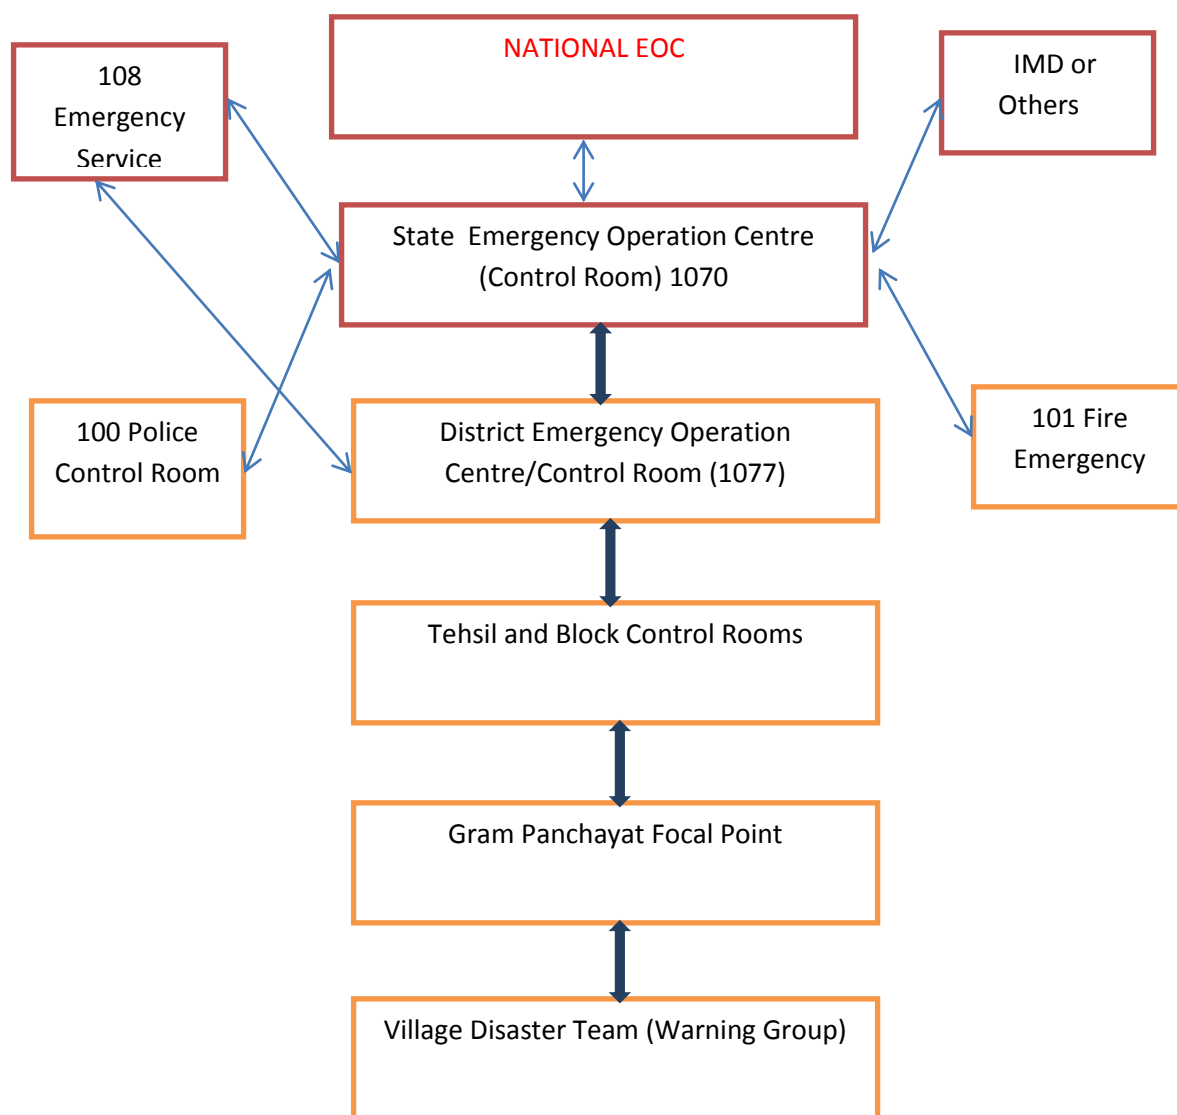 NATIONAL EOC
108
Emergency
Service
IMD or
Others
State Emergency Operation Centre
(Control Room) 1070
100 Police
Control Room
District Emergency Operation
Centre/Control Room (1077)
101 Fire
Emergency
Tehsil and Block Control Rooms
Gram Panchayat Focal Point
Village Disaster Team (Warning Group)